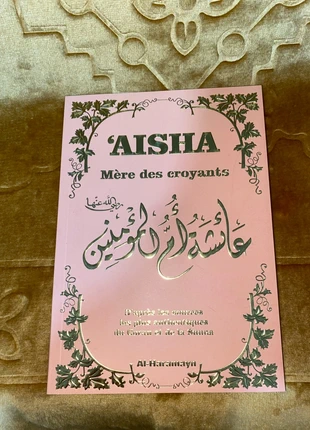 ‘AISHA
Mère des croyants
رضي الله عنها
عائشة أم المؤمنين
D'après les sources
les plus authentiques
du Coran et de la Sunna
Al-Haramayn